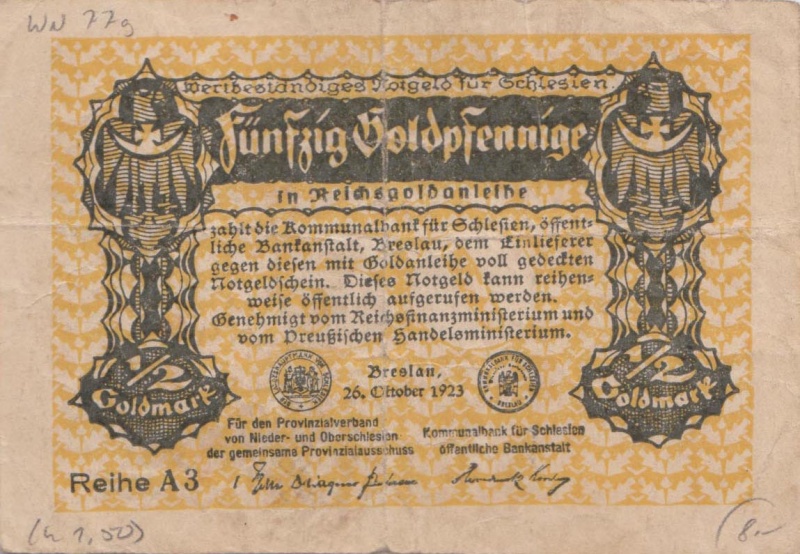 WN 77g
Wertbeständiges Notgeld für Schlesien.
Fünfzig Goldpfennige
in Reichsgoldanleihe
zahlt die Kommunalbank für Schlesien, öffent-
liche Bankanstalt, Breslau, dem Einlieferer
gegen diesen mit Goldanleihe voll gedeckten
Notgeldschein. Dieses Notgeld kann reihen-
weise öffentlich aufgerufen werden.
Genehmigt vom Reichsfinanzministerium und
vom Preußischen Handelsministerium.
1/2
Goldmark
1/2
Goldmark
Breslau,
26. Oktober 1923
Für den Provinzialverband
von Nieder- und Oberschlesien
der gemeinsame Provinzialausschuss
Kommunalbank für Schlesien
öffentliche Bankanstalt
Reihe A3
8.-